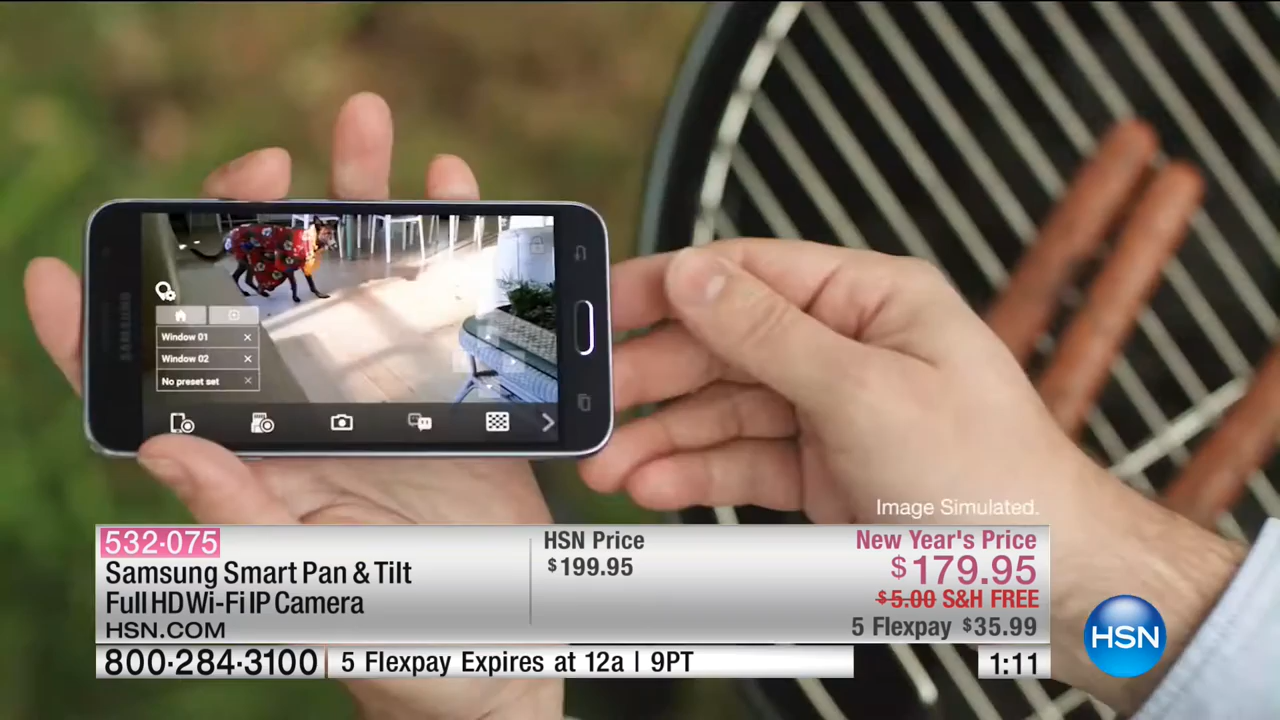 SAMSUNG
Window 01
Window 02
No preset set
Image Simulated.
532-075
Samsung Smart Pan & Tilt
Full HD Wi-Fi IP Camera
HSN.COM
HSN Price
$199.95
New Year's Price
$179.95
$5.00 S&H FREE
5 Flexpay $35.99
HSN
800·284·3100
5 Flexpay Expires at 12a | 9PT
1:11